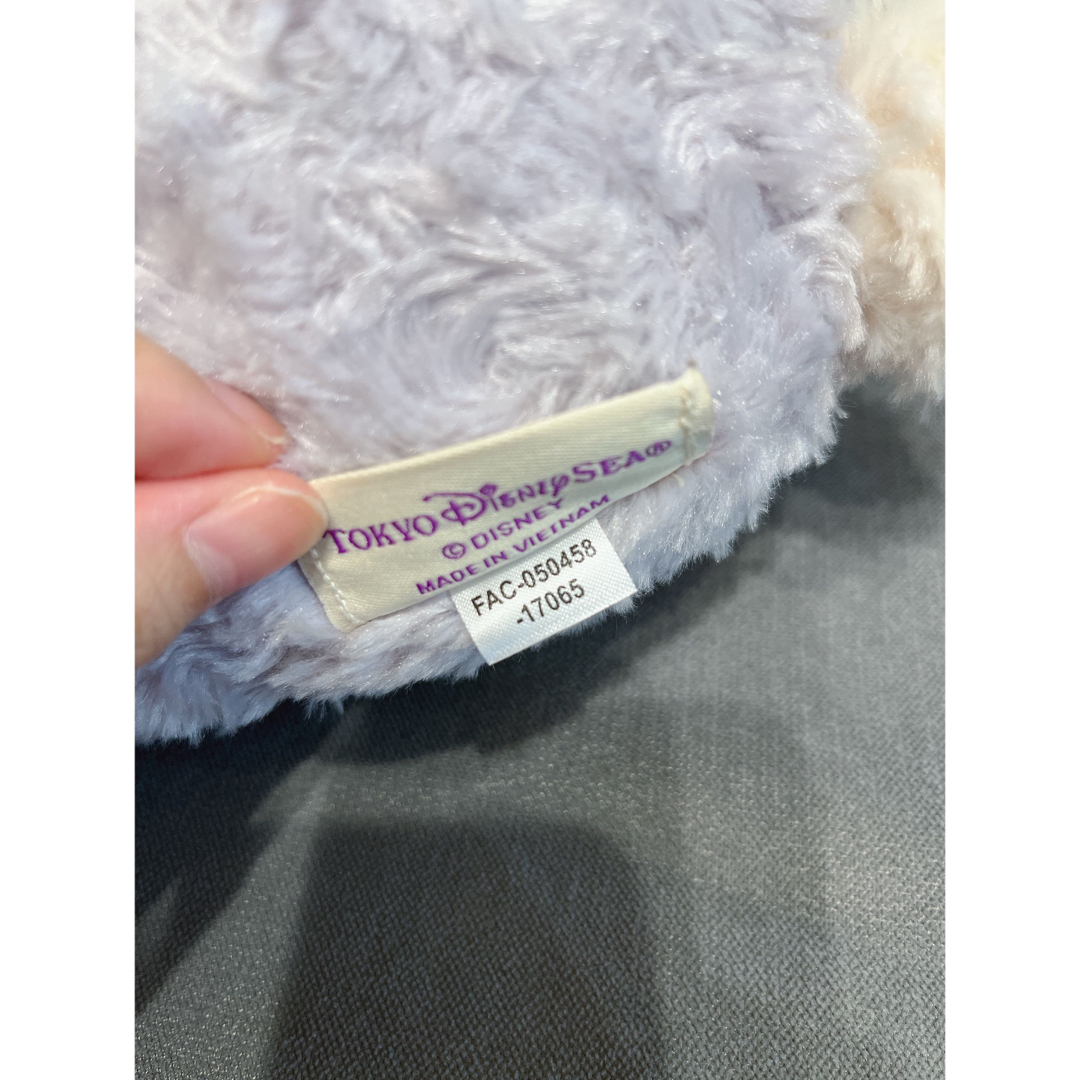 TOKYO DISNEYSEA®
© DISNEY
MADE IN VIETNAM
FAC-050458
-17065